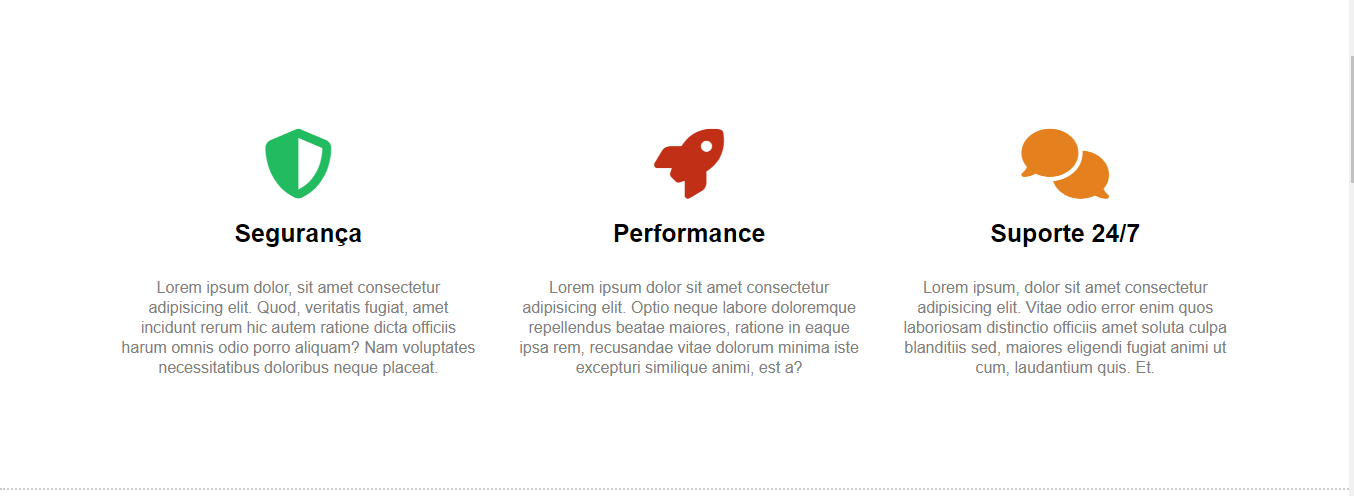 Segurança
Lorem ipsum dolor, sit amet consectetur
adipisicing elit. Quod, veritatis fugiat, amet
incidunt rerum hic autem ratione dicta officiis
harum omnis odio porro aliquam? Nam voluptates
necessitatibus doloribus neque placeat.
Performance
Lorem ipsum dolor sit amet consectetur
adipisicing elit. Optio neque labore doloremque
repellendus beatae maiores, ratione in eaque
ipsa rem, recusandae vitae dolorum minima iste
excepturi similique animi, est a?
Suporte 24/7
Lorem ipsum, dolor sit amet consectetur
adipisicing elit. Vitae odio error enim quos
laboriosam distinctio officiis amet soluta culpa
blanditiis sed, maiores eligendi fugiat animi ut
cum, laudantium quis. Et.